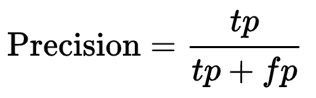 Precision = tp / (tp + fp)